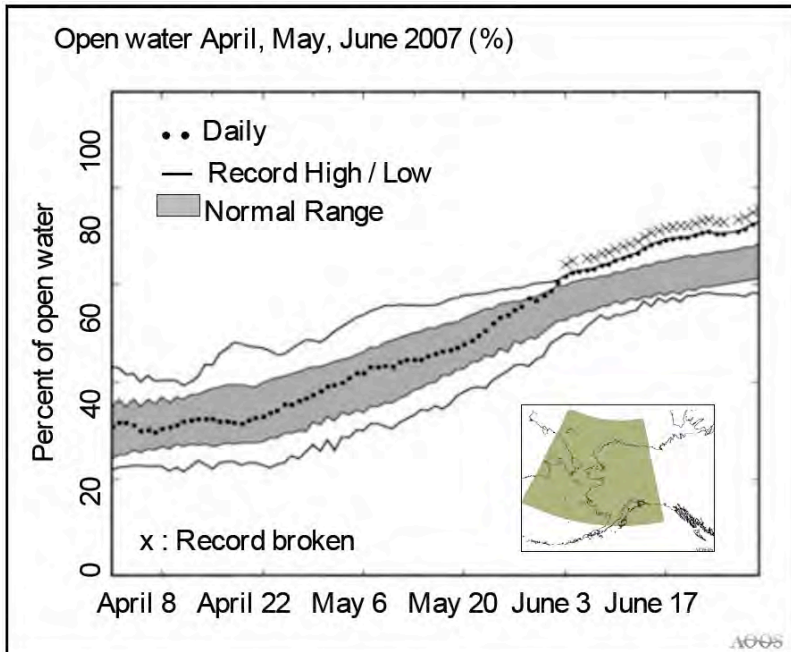 Open water April, May, June 2007 (%)
Daily
Record High / Low
Normal Range
Percent of open water
100
80
60
40
20
0
x : Record broken
April 8 April 22 May 6 May 20 June 3 June 17
AOOS